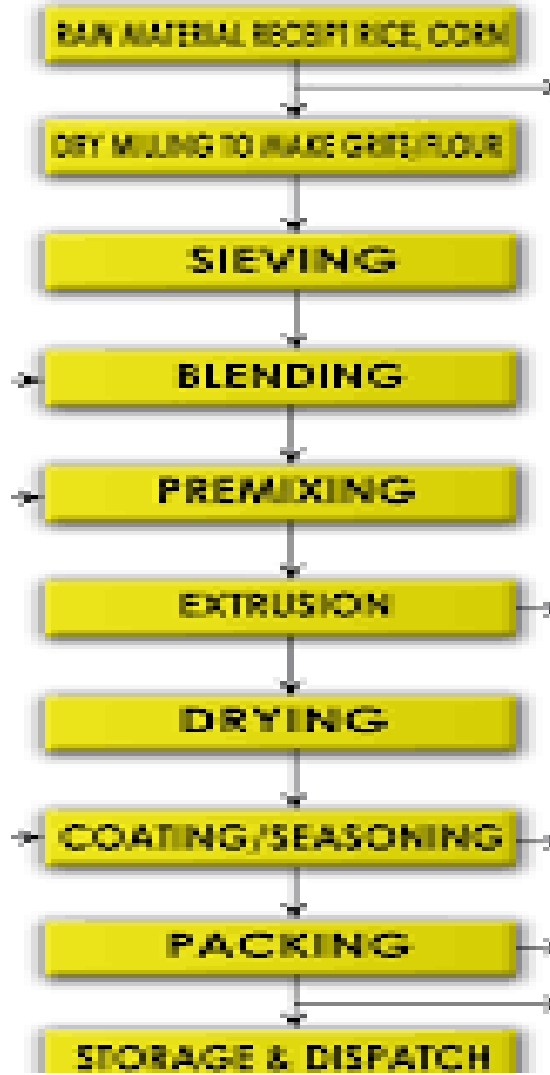 RAW MATERIAL RECEIPT RICE, CORN
DRY MILLING TO MAKE GRITS/FLOUR
SIEVING
BLENDING
PREMIXING
EXTRUSION
DRYING
COATING/SEASONING
PACKING
STORAGE & DISPATCH